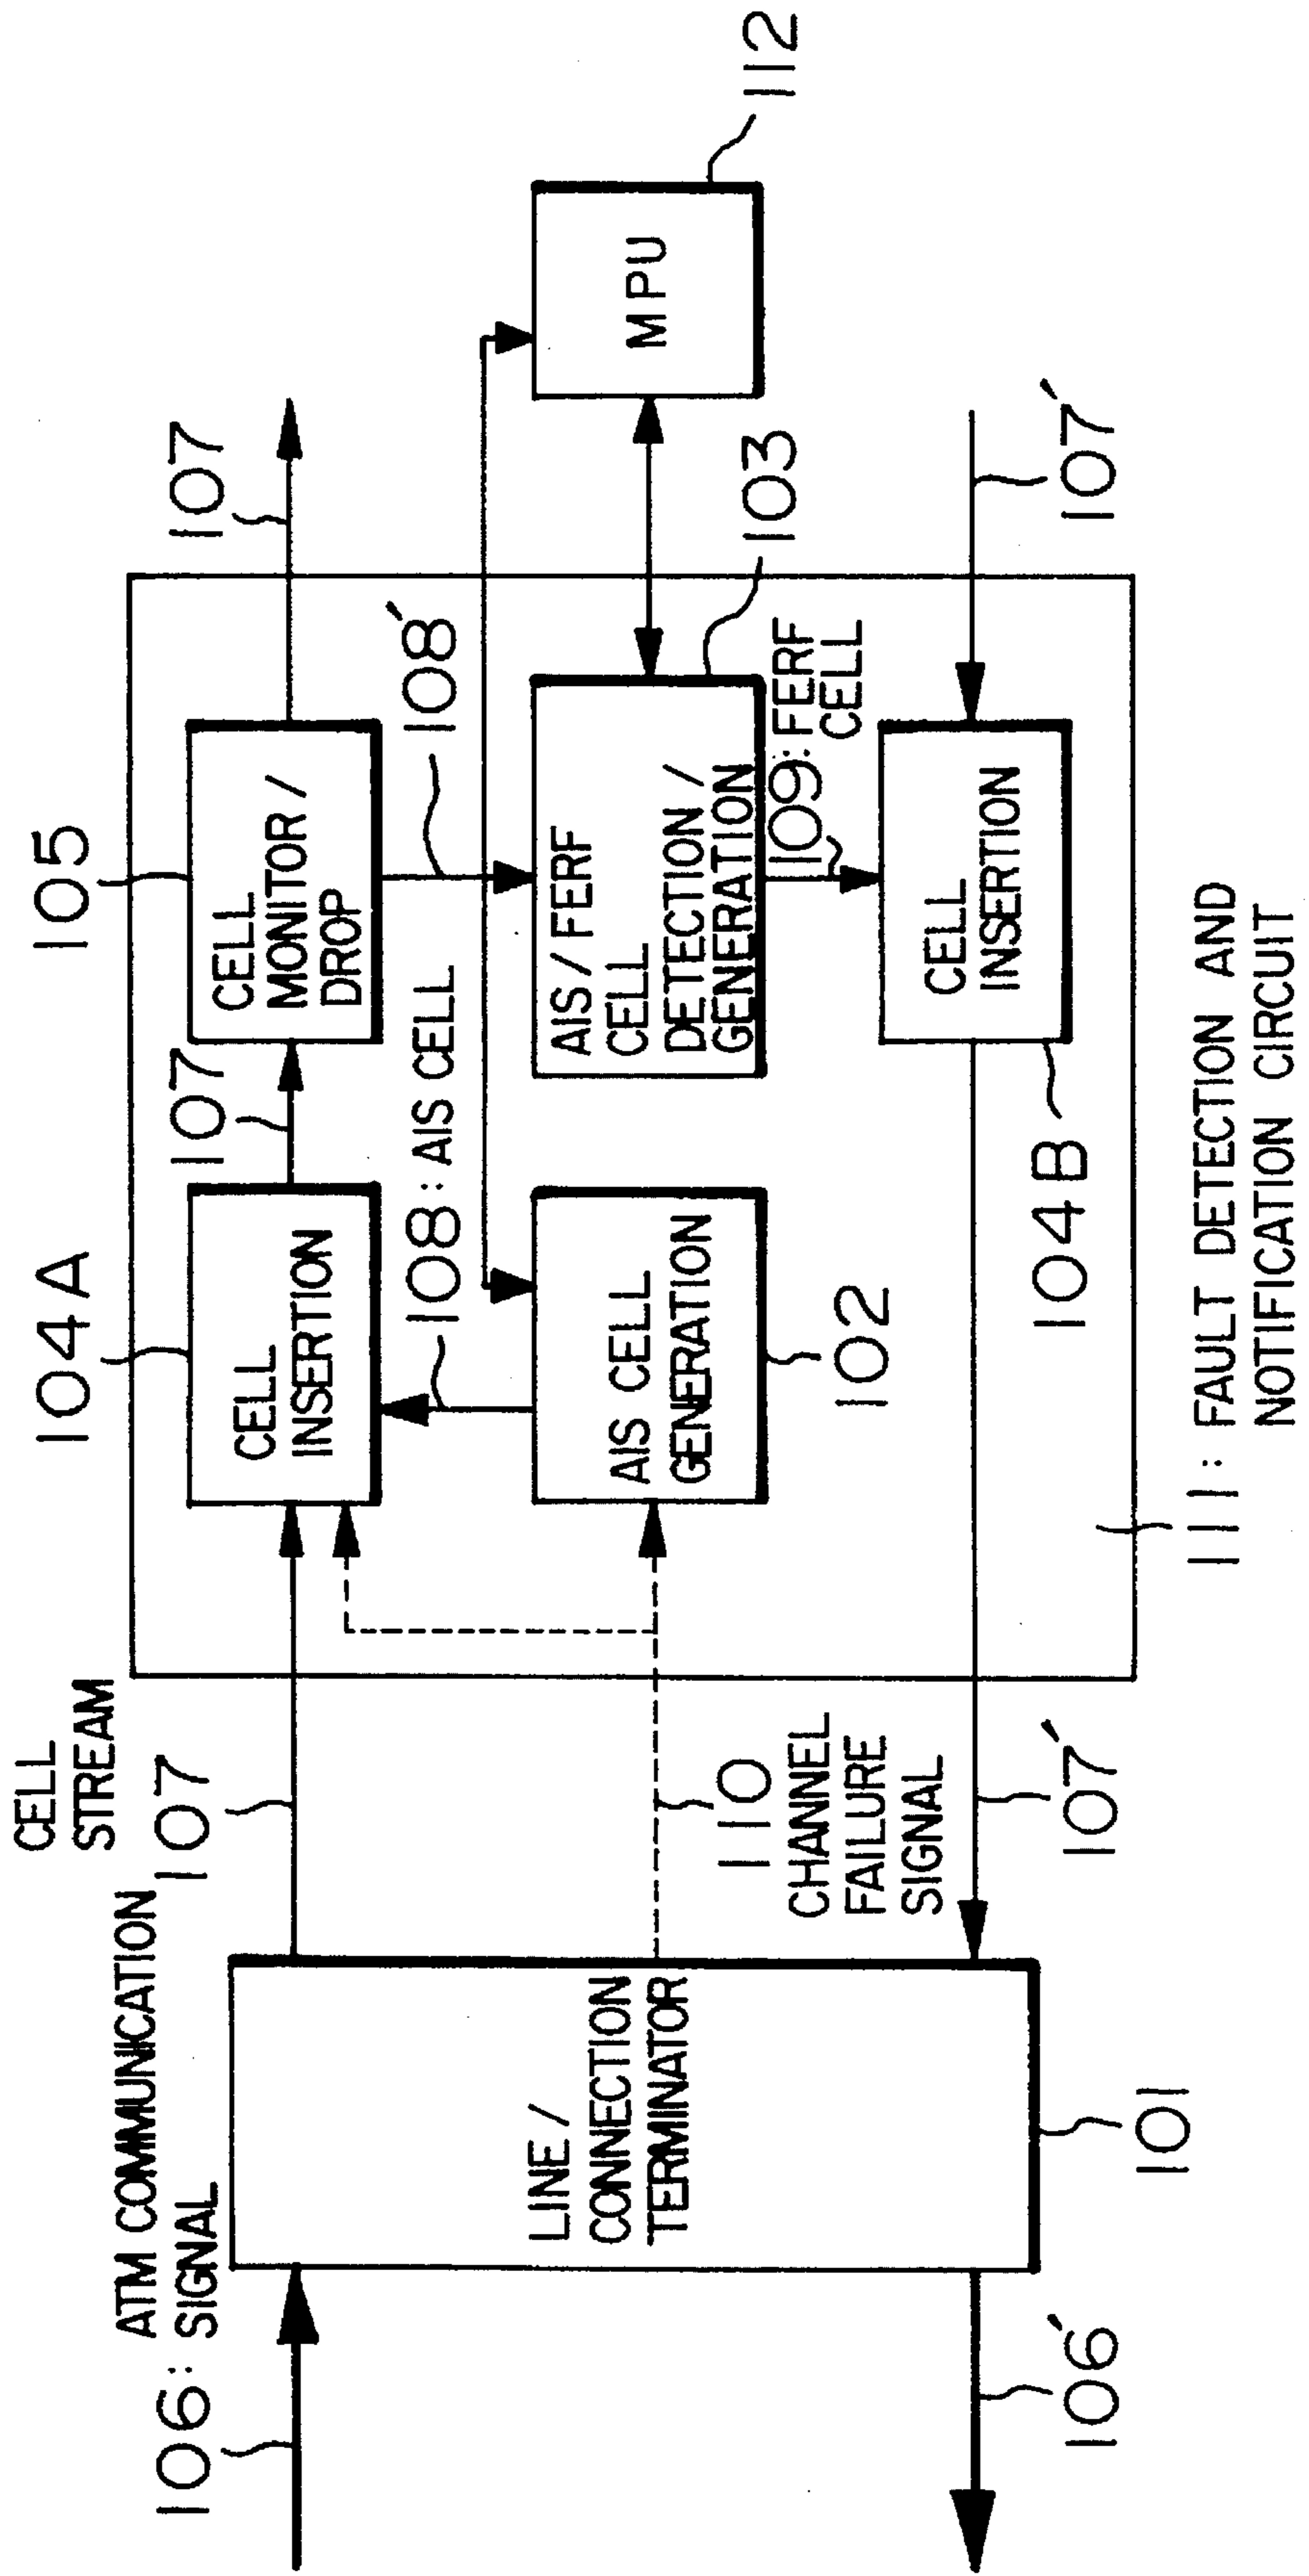 106: ATM COMMUNICATION
SIGNAL
CELL
STREAM
107
104A
107
105
107
CELL
INSERTION
CELL
MONITOR /
DROP
108: AIS CELL
108'
LINE /
CONNECTION
TERMINATOR
AIS CELL
GENERATION
AIS/FERF
CELL
DETECTION /
GENERATION
MPU
112
110
CHANNEL
FAILURE
SIGNAL
102
109: FERF
CELL
103
CELL
INSERTION
106'
101
107'
104B
107'
111: FAULT DETECTION AND
NOTIFICATION CIRCUIT